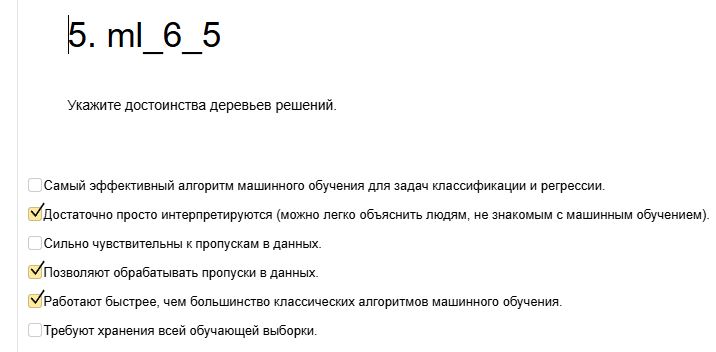 5. ml_6_5
Укажите достоинства деревьев решений.
Самый эффективный алгоритм машинного обучения для задач классификации и регрессии.
Достаточно просто интерпретируются (можно легко объяснить людям, не знакомым с машинным обучением).
Сильно чувствительны к пропускам в данных.
Позволяют обрабатывать пропуски в данных.
Работают быстрее, чем большинство классических алгоритмов машинного обучения.
Требуют хранения всей обучающей выборки.